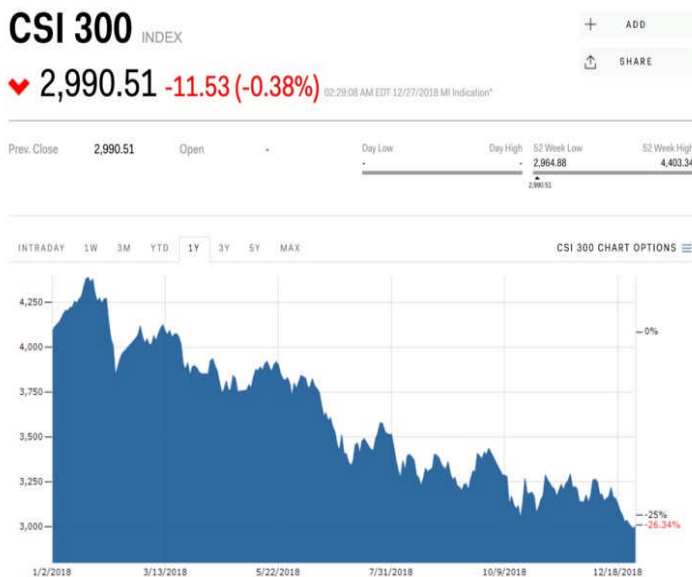 CSI 300 INDEX
+ ADD
SHARE
2,990.51 -11.53 (-0.38%) 02:29:08 AM EDT 12/27/2018 MI Indication*
Prev. Close 2,990.51 Open - Day Low Day High 52 Week Low 52 Week High
- - 2,964.88 4,403.34
2,990.51
INTRADAY 1W 3M YTD 1Y 3Y 5Y MAX CSI 300 CHART OPTIONS
4,250
4,000
3,750
3,500
3,250
3,000
0%
-25%
-26.34%
1/2/2018 3/13/2018 5/22/2018 7/31/2018 10/9/2018 12/18/2018